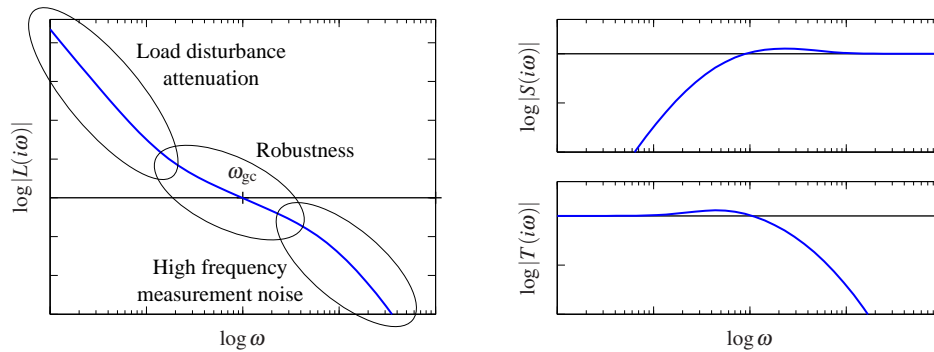 Load disturbance
attenuation
Robustness
ω_gc
log |L(iω)|
High frequency
measurement noise
log ω
log |S(iω)|
log |T(iω)|
log ω